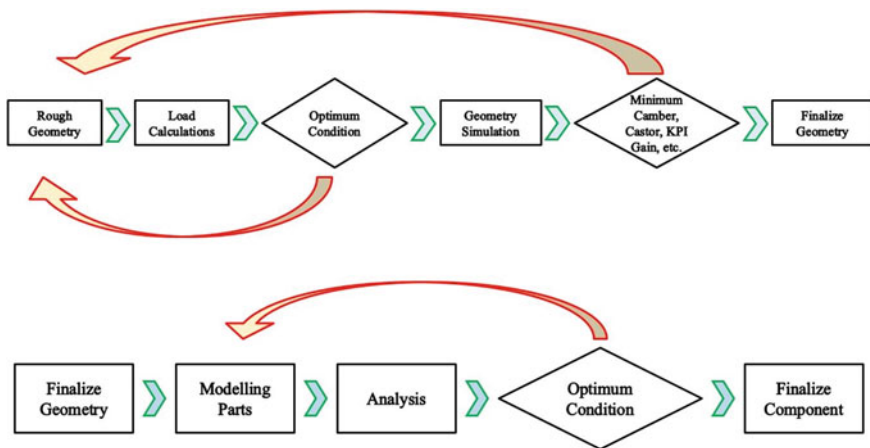 Rough
Geometry
Load
Calculations
Optimum
Condition
Geometry
Simulation
Minimum
Camber,
Castor, KPI
Gain, etc.
Finalize
Geometry
Finalize
Geometry
Modelling
Parts
Analysis
Optimum
Condition
Finalize
Component